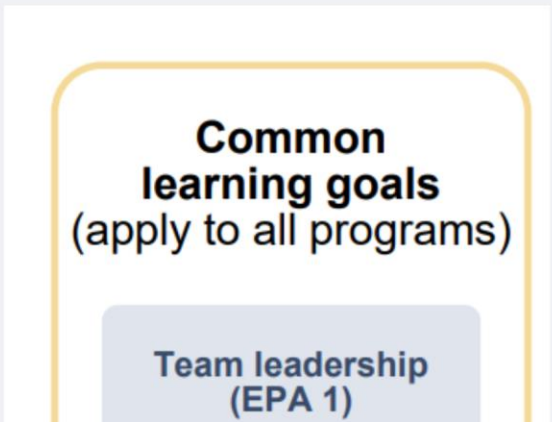 Common
learning goals
(apply to all programs)
Team leadership
(EPA 1)